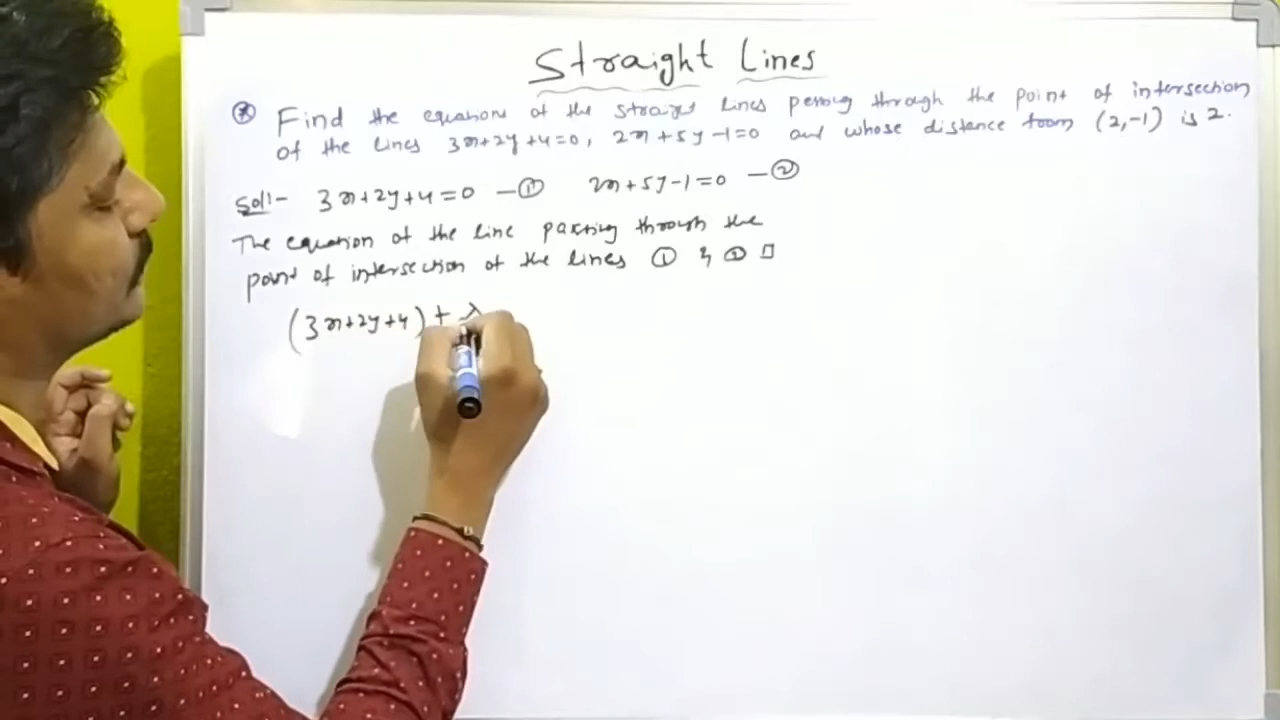 Straight Lines
⊛ Find the equations of the straight lines passing through the point of intersection
of the lines 3x+2y+4=0, 2x+5y-1=0 and whose distance from (2,-1) is 2.
Sol:- 3x+2y+4=0 —① 2x+5y-1=0 —②
The equation of the line passing through the
point of intersection of the lines ① & ② is
(3x+2y+4) + λ